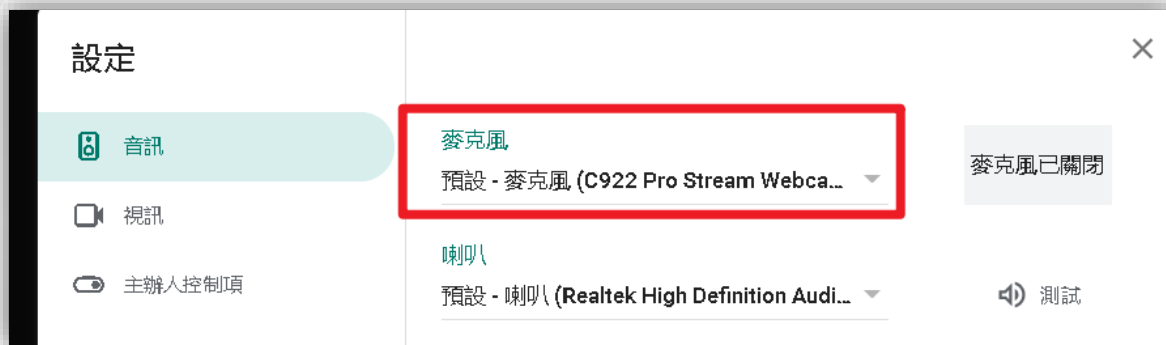 設定
音訊
視訊
主辦人控制項
麥克風
預設 - 麥克風 (C922 Pro Stream Webca...
麥克風已關閉
喇叭
預設 - 喇叭 (Realtek High Definition Audi...
測試